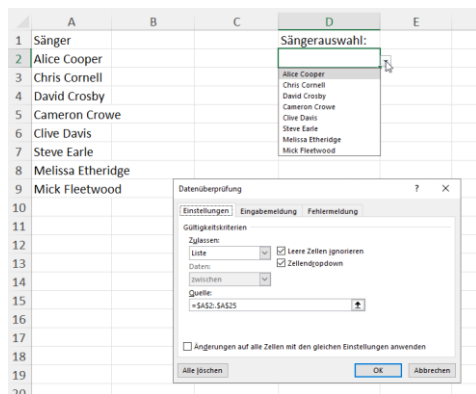 A B C D E
1 Sänger Sängerauswahl:
2 Alice Cooper
3 Chris Cornell
4 David Crosby
5 Cameron Crowe
6 Clive Davis
7 Steve Earle
8 Melissa Etheridge
9 Mick Fleetwood
10
11
12
13
14
15
16
17
18
19
20
Alice Cooper
Chris Cornell
David Crosby
Cameron Crowe
Clive Davis
Steve Earle
Melissa Etheridge
Mick Fleetwood
Datenüberprüfung ? ×
Einstellungen Eingabemeldung Fehlermeldung
Gültigkeitskriterien
Zulassen:
Liste Leere Zellen ignorieren
Daten: Zellendropdown
zwischen
Quelle:
=$A$2:.$A$25
Änderungen auf alle Zellen mit den gleichen Einstellungen anwenden
Alle löschen OK Abbrechen